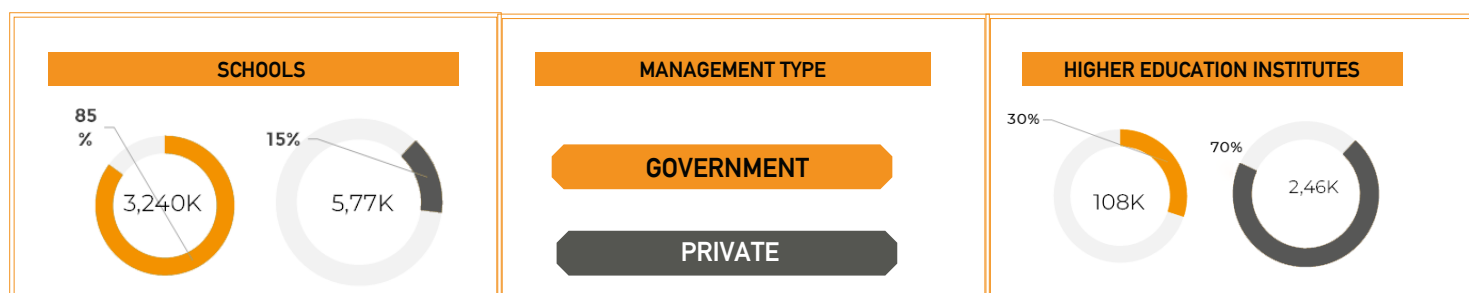 SCHOOLS
85
%
15%
3,240K
5,77K
MANAGEMENT TYPE
GOVERNMENT
PRIVATE
HIGHER EDUCATION INSTITUTES
30%
70%
108K
2,46K